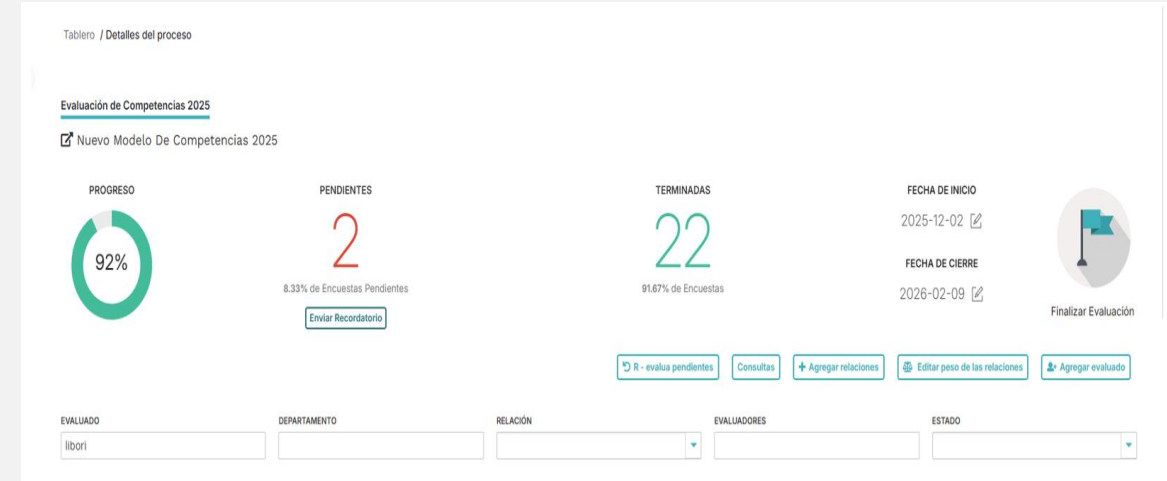 Tablero / Detalles del proceso
Evaluación de Competencias 2025
Nuevo Modelo De Competencias 2025
PROGRESO
92%
PENDIENTES
2
8.33% de Encuestas Pendientes
Enviar Recordatorio
TERMINADAS
22
91.67% de Encuestas
FECHA DE INICIO
2025-12-02
FECHA DE CIERRE
2026-02-09
Finalizar Evaluación
R - evalua pendientes
Consultas
Agregar relaciones
Editar peso de las relaciones
Agregar evaluado
EVALUADO
libori
DEPARTAMENTO
RELACIÓN
EVALUADORES
ESTADO